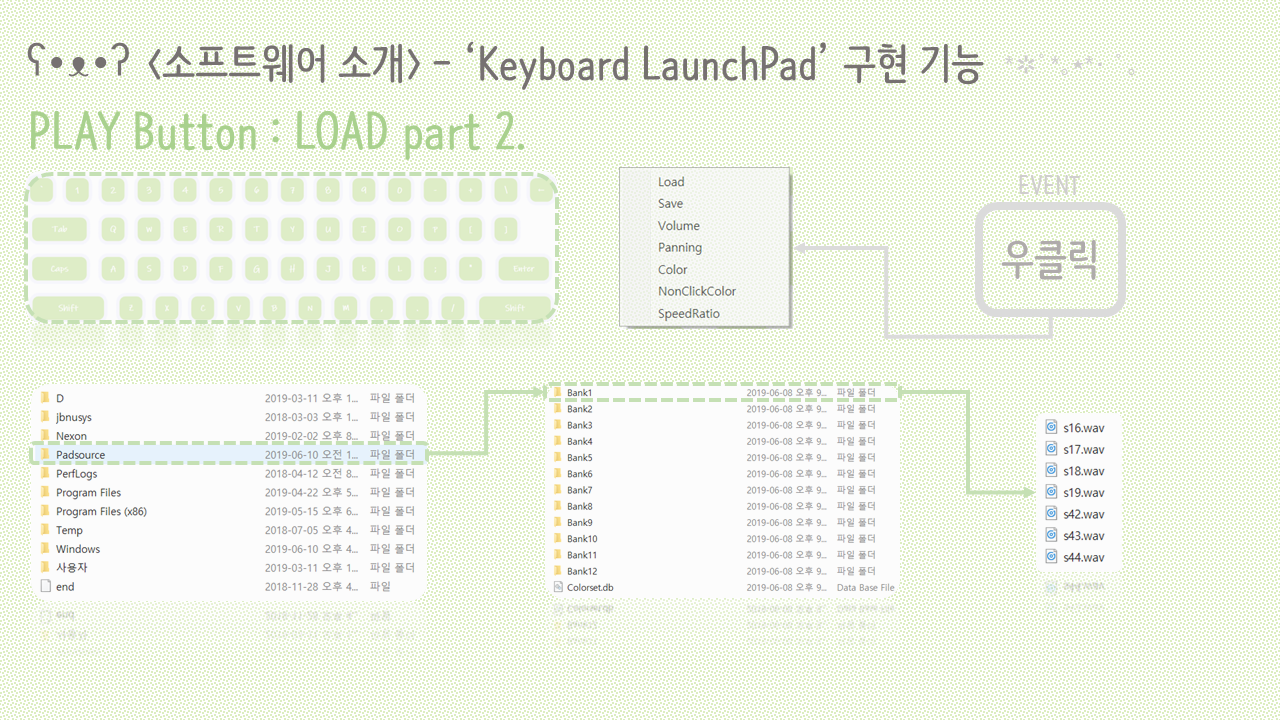 ʕ•ᴥ•ʔ <소프트웨어 소개> - ‘Keyboard LaunchPad’ 구현 기능
PLAY Button : LOAD part 2.
1 2 3 4 5 6 7 8 9 0 - + \ ~
Tab Q W E R T Y U I O P [ ]
Caps A S D F G H J L ; " Enter
Shift Z X C V B N M , . / Shift
Load
Save
Volume
Panning
Color
NonClickColor
SpeedRatio
EVENT
우클릭
D 2019-03-11 오후 1... 파일 폴더
jbnusys 2018-03-03 오후 1... 파일 폴더
Nexon 2019-02-02 오후 8... 파일 폴더
Padsource 2019-06-10 오전 1... 파일 폴더
PerfLogs 2018-04-12 오전 8... 파일 폴더
Program Files 2019-04-22 오후 5... 파일 폴더
Program Files (x86) 2019-05-15 오후 6... 파일 폴더
Temp 2018-07-05 오후 4... 파일 폴더
Windows 2019-06-10 오후 4... 파일 폴더
사용자 2019-03-11 오후 1... 파일 폴더
end 2018-11-28 오후 4... 파일
Bank1 2019-06-08 오후 9... 파일 폴더
Bank2 2019-06-08 오후 9... 파일 폴더
Bank3 2019-06-08 오후 9... 파일 폴더
Bank4 2019-06-08 오후 9... 파일 폴더
Bank5 2019-06-08 오후 9... 파일 폴더
Bank6 2019-06-08 오후 9... 파일 폴더
Bank7 2019-06-08 오후 9... 파일 폴더
Bank8 2019-06-08 오후 9... 파일 폴더
Bank9 2019-06-08 오후 9... 파일 폴더
Bank10 2019-06-08 오후 9... 파일 폴더
Bank11 2019-06-08 오후 9... 파일 폴더
Bank12 2019-06-08 오후 9... 파일 폴더
Colorset.db 2019-06-08 오후 9... Data Base File
s16.wav
s17.wav
s18.wav
s19.wav
s42.wav
s43.wav
s44.wav